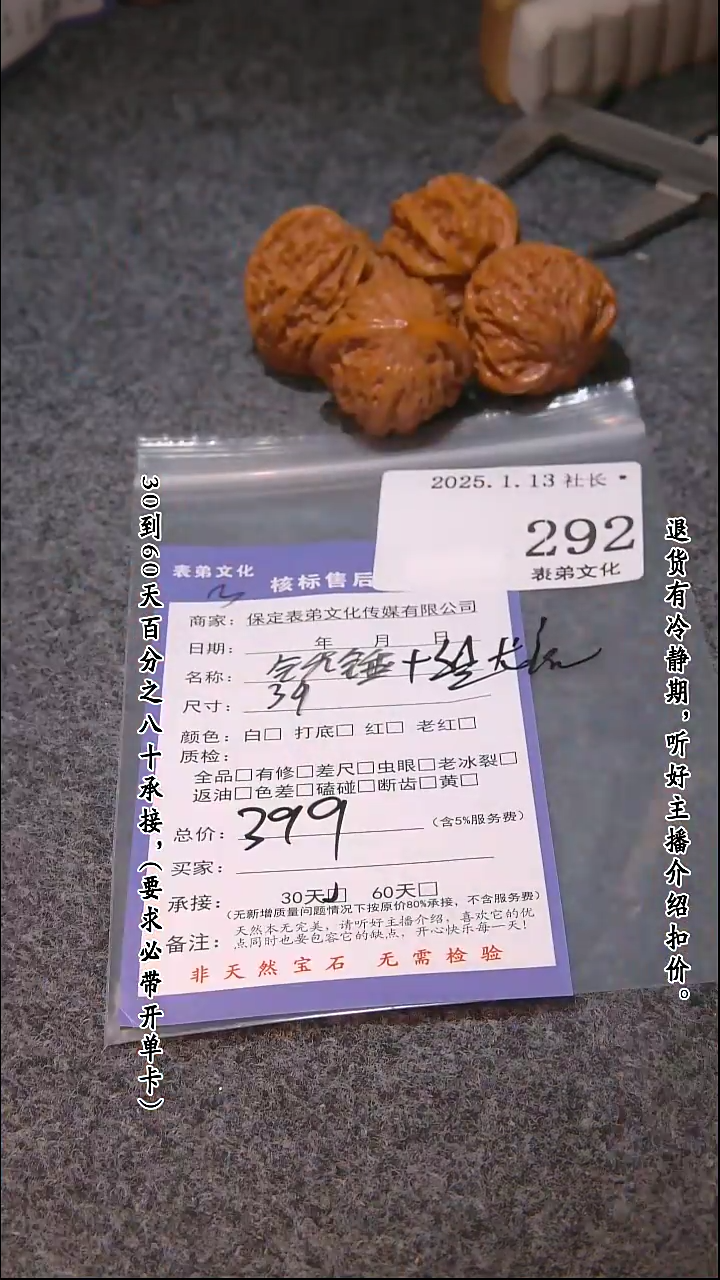 2025.1.13 社长
292
表弟文化
表弟文化 核标售后
商家：保定表弟文化传媒有限公司
日期： 年 月 日
名称：
尺寸：39
颜色：白□ 打底□ 红□ 老红□
质检：
全品□有修□差尺□虫眼□老冰裂□
返油□色差□磕碰□断齿□黄□
总价：399（含5%服务费）
买家：
承接： 30天□ 60天□
（无新增质量问题情况下按原价80%承接，不含服务费）
备注：天然本无完美，请听好主播介绍，喜欢它的优
点同时也要包容它的缺点，开心快乐每一天！
非天然宝石 无需检验
30到60天百分之八十承接，（要求必带开单卡）
退货有冷静期，听好主播介绍扣价。